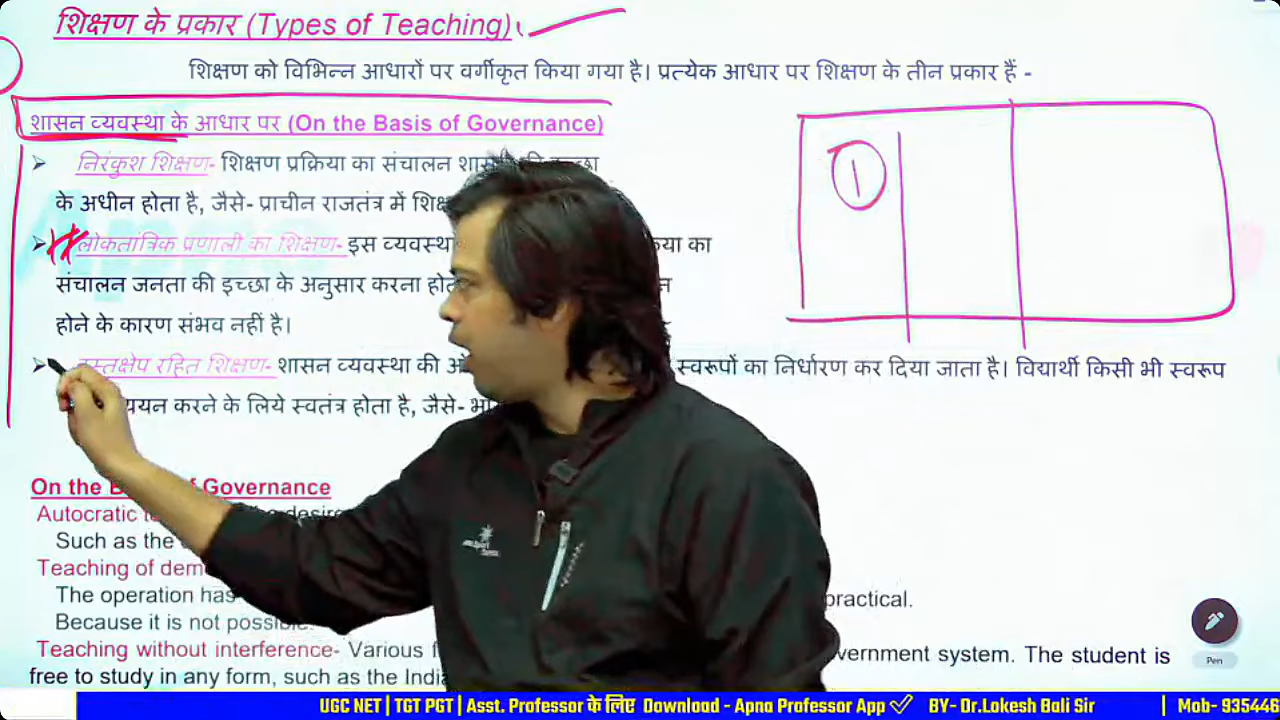 शिक्षण के प्रकार (Types of Teaching)
शिक्षण को विभिन्न आधारों पर वर्गीकृत किया गया है। प्रत्येक आधार पर शिक्षण के तीन प्रकार हैं -
शासन व्यवस्था के आधार पर (On the Basis of Governance)
➢ निरंकुश शिक्षण- शिक्षण प्रक्रिया का संचालन
के अधीन होता है, जैसे- प्राचीन राजतंत्र में
➢ लोकतांत्रिक प्रणाली का शिक्षण- इस व्यवस्था का
संचालन जनता की इच्छा के अनुसार करना
होने के कारण संभव नहीं है।
➢ रहित शिक्षण- शासन व्यवस्था की स्वरूपों का निर्धारण कर दिया जाता है। विद्यार्थी किसी भी स्वरूप
करने के लिये स्वतंत्र होता है, जैसे-
1
On the of Governance
Autocratic
Such as the
Teaching of
The operation has practical.
Because it is not
Teaching without interference- Various system. The student is
free to study in any form, such as the
Pen
UGC NET | TGT PGT | Asst. Professor के लिए Download - Apna Professor App BY- Dr.Lokesh Bali Sir | Mob- 935446